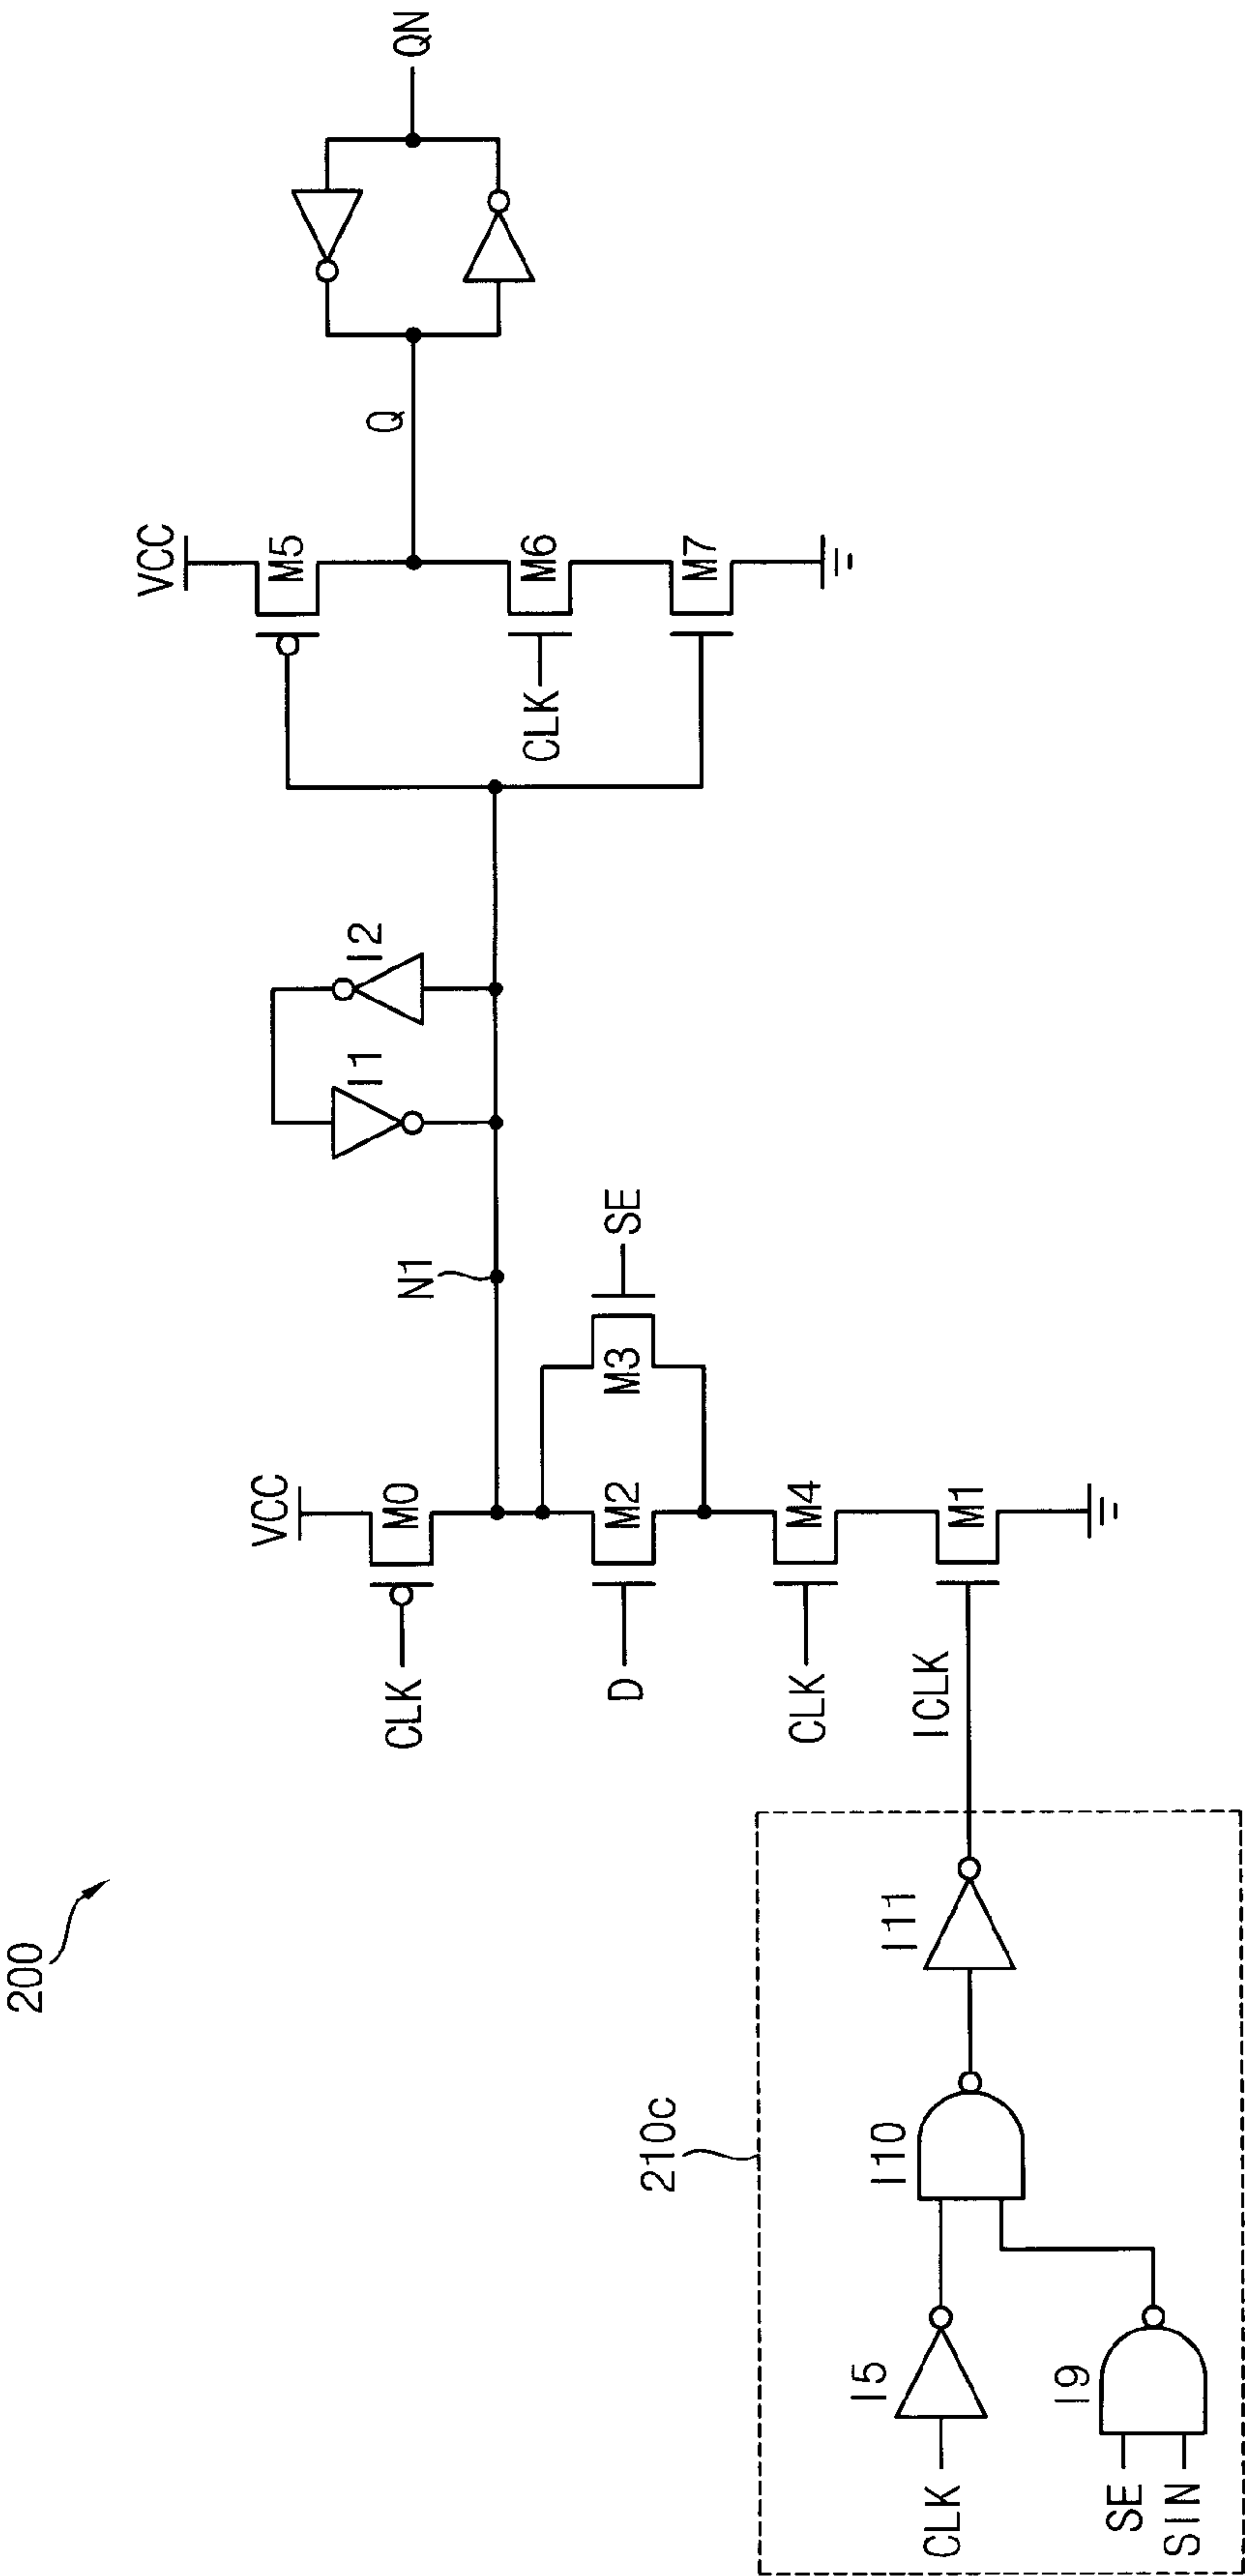 200
210c
CLK
I5
SE
SIN
I9
I10
I11
ICLK
VCC
CLK
M0
D
M2
M3
SE
CLK
M4
M1
N1
I1
I2
VCC
M5
CLK
M6
M7
Q
QN